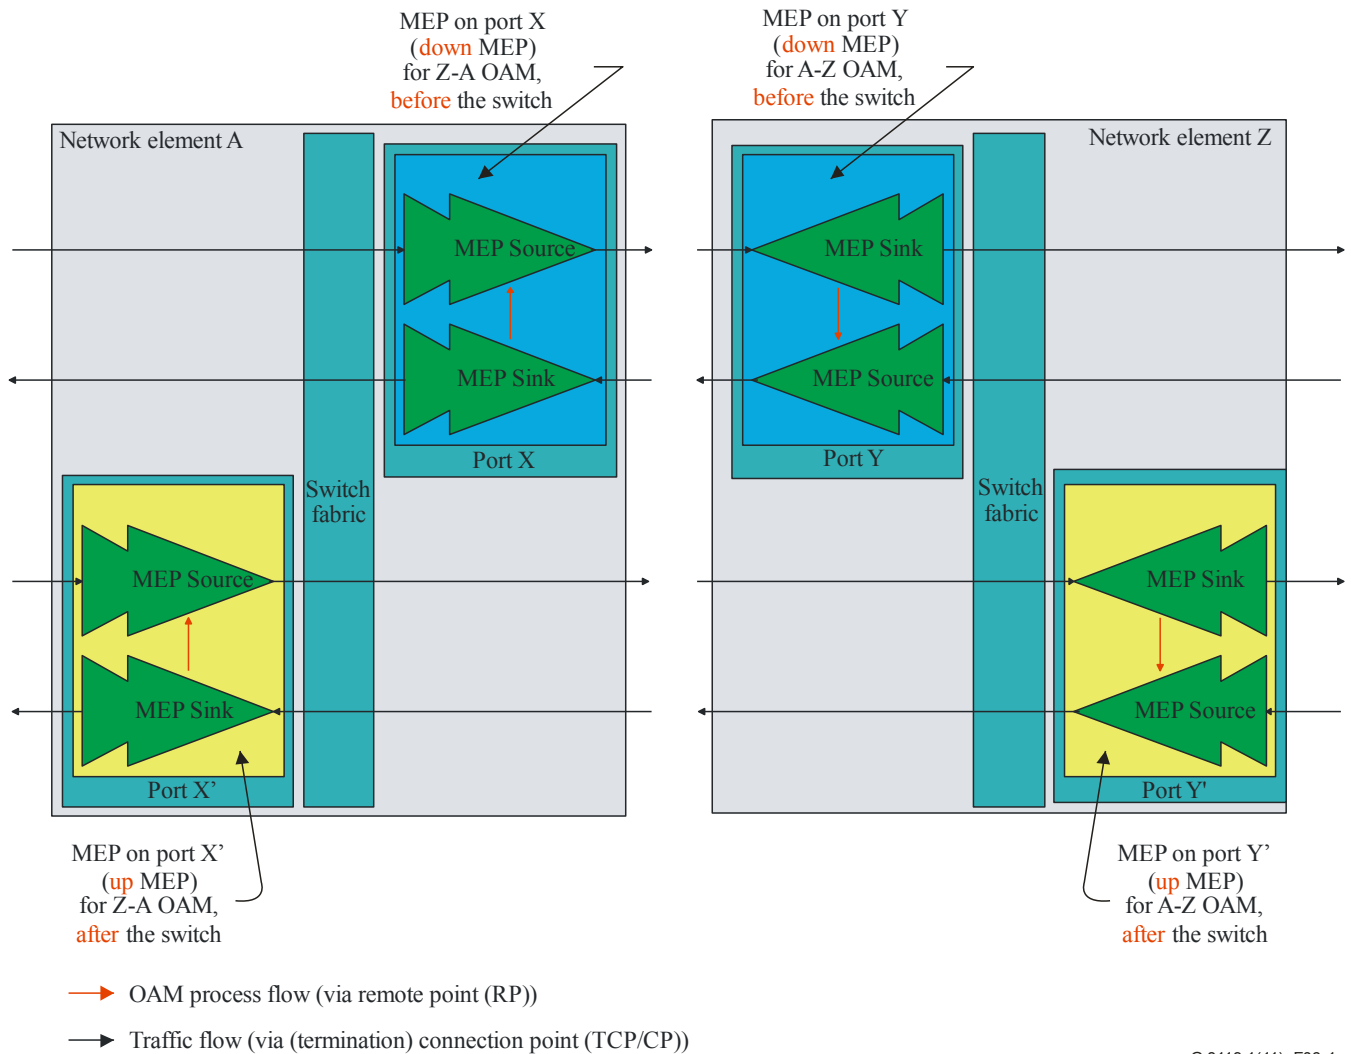 MEP on port X
(down MEP)
for Z-A OAM,
before the switch
MEP on port Y
(down MEP)
for A-Z OAM,
before the switch
Network element A
Network element Z
MEP Source
MEP Sink
Port X
MEP Sink
MEP Source
Port Y
Switch
fabric
Switch
fabric
MEP Source
MEP Sink
Port X’
MEP Sink
MEP Source
Port Y'
MEP on port X’
(up MEP)
for Z-A OAM,
after the switch
MEP on port Y’
(up MEP)
for A-Z OAM,
after the switch
OAM process flow (via remote point (RP))
Traffic flow (via (termination) connection point (TCP/CP))